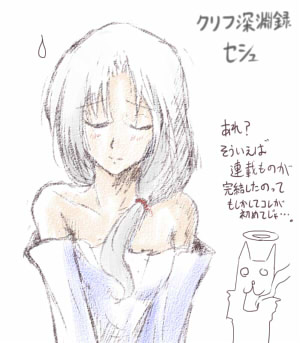 クリフ深淵録
セシュ
あれ?
そういえば
連載ものが
完結したのって
もしかしてコレが
初めてじゃ…。